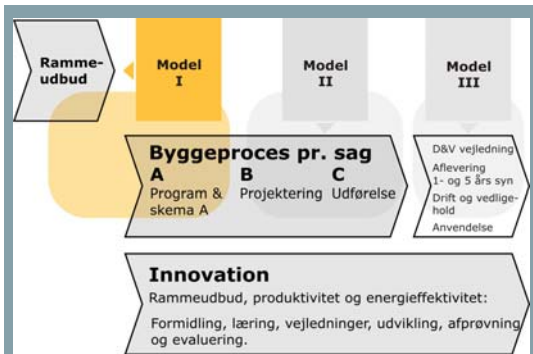 Ramme-
udbud
Model
I
Model
II
Model
III
Byggeproces pr. sag
A B C
Program &
skema A
Projektering
Udførelse
D&V vejledning
Aflevering
1- og 5 års syn
Drift og vedlige-
hold
Anvendelse
Innovation
Rammeudbud, produktivitet og energieffektivitet:
Formidling, læring, vejledninger, udvikling, afprøvning
og evaluering.